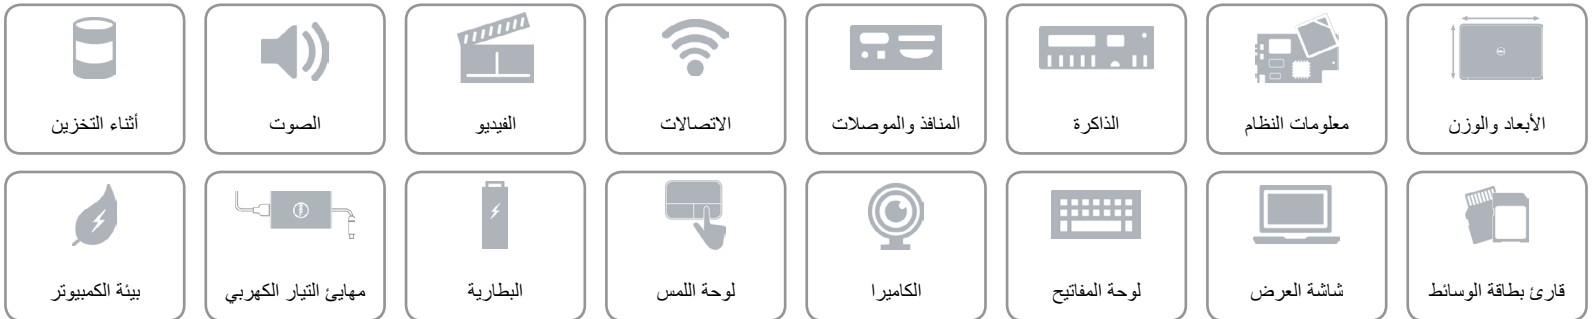 الأبعاد والوزن
معلومات النظام
الذاكرة
المنافذ والموصلات
الاتصالات
الفيديو
الصوت
أثناء التخزين
قارئ بطاقة الوسائط
شاشة العرض
لوحة المفاتيح
الكاميرا
لوحة اللمس
البطارية
مهايئ التيار الكهربي
بيئة الكمبيوتر